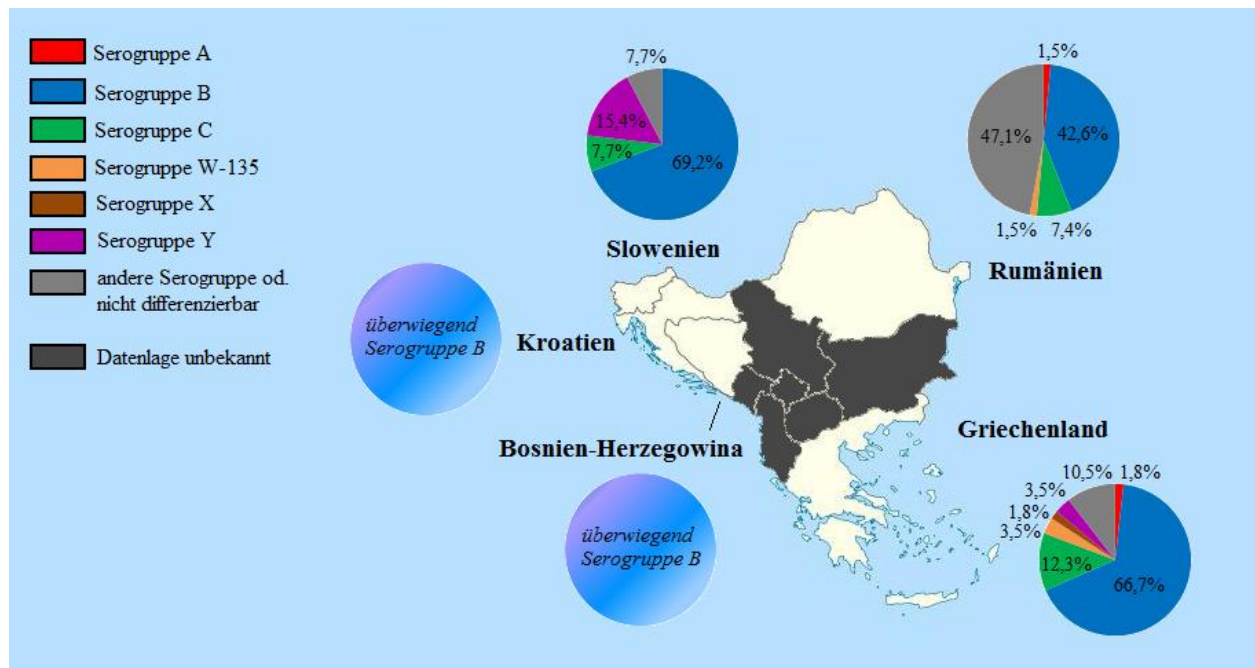 Serogruppe A
Serogruppe B
Serogruppe C
Serogruppe W-135
Serogruppe X
Serogruppe Y
andere Serogruppe od.
nicht differenzierbar
Datenlage unbekannt
7,7%
15,4%
7,7%
69,2%
Slowenien
1,5%
47,1%
42,6%
1,5%
7,4%
Rumänien
überwiegend
Serogruppe B
Kroatien
Bosnien-Herzegowina
überwiegend
Serogruppe B
Griechenland
10,5%
1,8%
3,5%
1,8%
3,5%
12,3%
66,7%